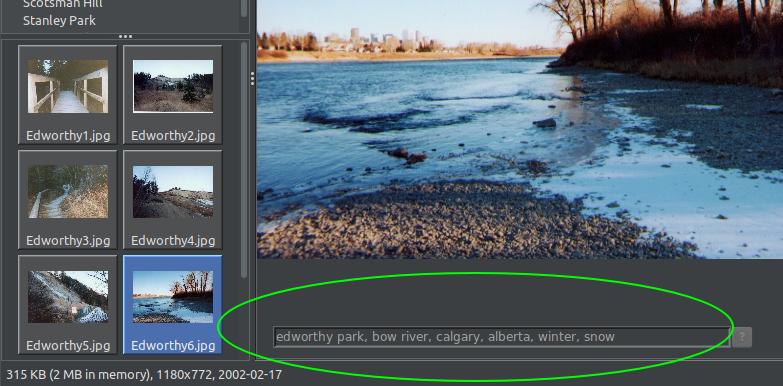 Scotsman Hill
Stanley Park
Edworthy1.jpg
Edworthy2.jpg
Edworthy3.jpg
Edworthy4.jpg
Edworthy5.jpg
Edworthy6.jpg
edworthy park, bow river, calgary, alberta, winter, snow
?
315 KB (2 MB in memory), 1180x772, 2002-02-17